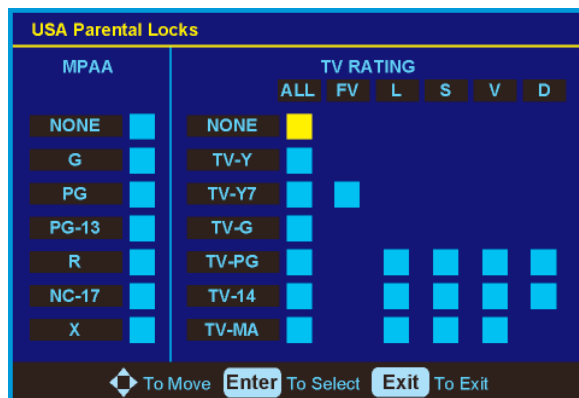 USA Parental Locks
MPAA
TV RATING
ALL FV L S V D
NONE NONE
G TV-Y
PG TV-Y7
PG-13 TV-G
R TV-PG
NC-17 TV-14
X TV-MA
To Move Enter To Select Exit To Exit